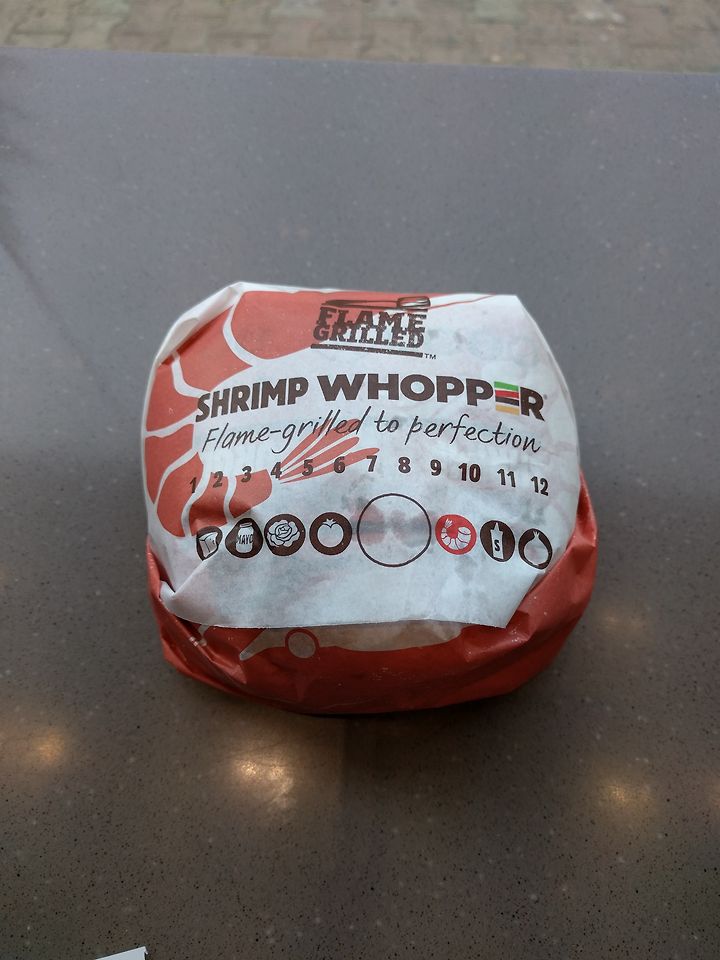 FLAME
GRILLED™
SHRIMP WHOPPER®
Flame-grilled to perfection
1 2 3 4 5 6 7 8 9 10 11 12
MAYO S